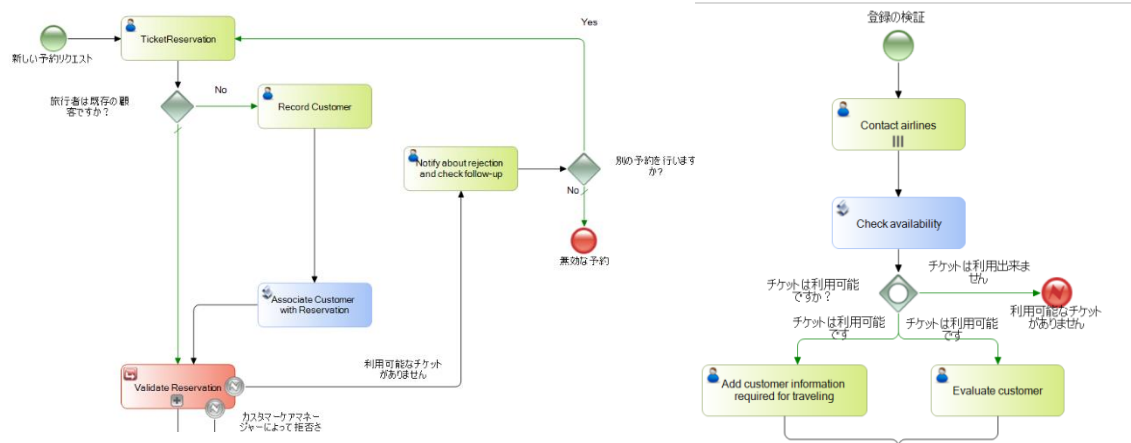 Yes
TicketReservation
新しい予約リクエスト
旅行者は既存の顧
客ですか?
No
Record Customer
Notify about rejection
and check follow-up
別の予約を行います
か?
No
無効な予約
Associate Customer
with Reservation
利用可能なチケット
がありません
Validate Reservation
カスタマーケアマネー
ジャーによって拒否さ
登録の検証
Contact airlines
Check availability
チケットは利用可能
ですか?
チケットは利用出来ま
せん
利用可能なチケット
がありません
チケットは利用可能
です
チケットは利用可能
です
Add customer information
required for traveling
Evaluate customer